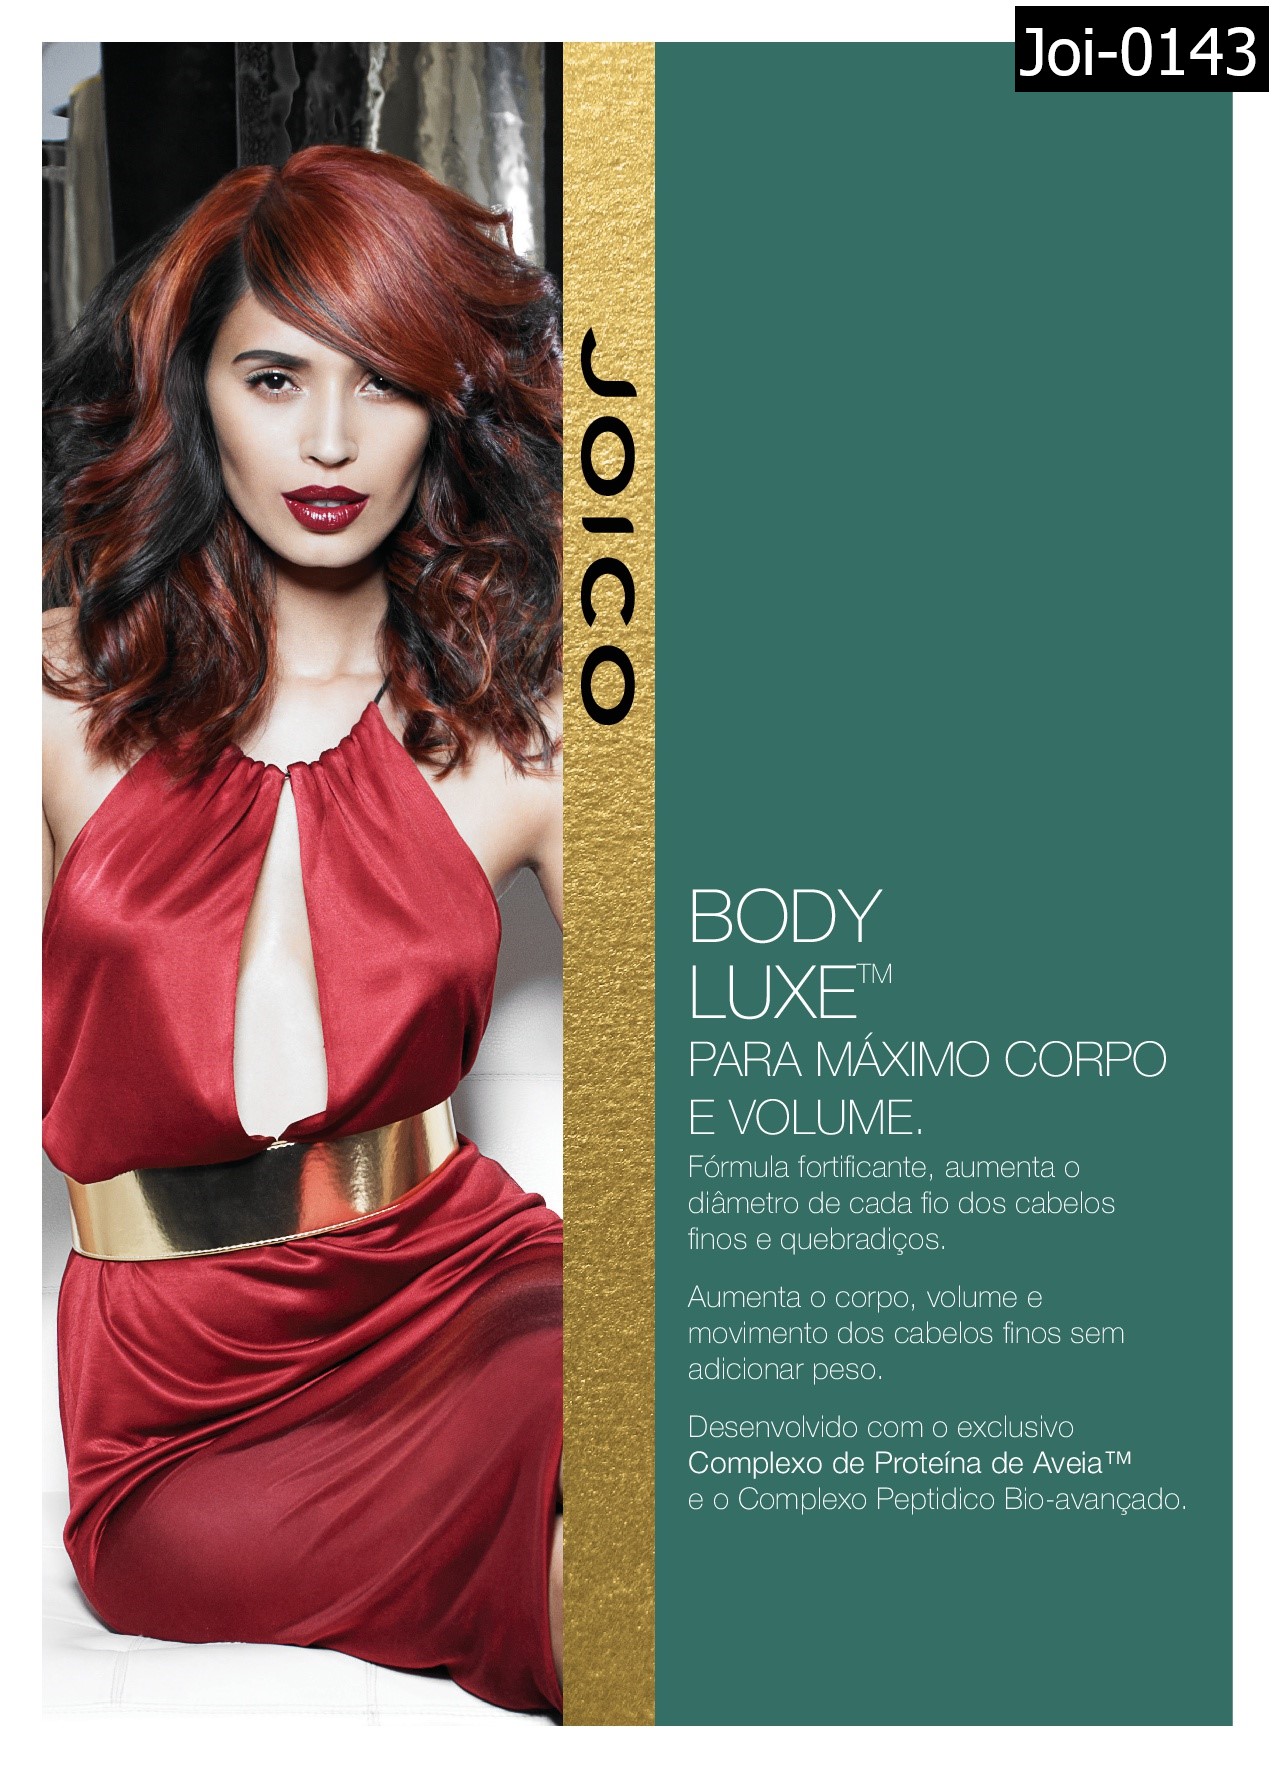 Joi-0143
JOICO
BODY
LUXE™
PARA MÁXIMO CORPO
E VOLUME.
Fórmula fortificante, aumenta o
diâmetro de cada fio dos cabelos
finos e quebradiços.
Aumenta o corpo, volume e
movimento dos cabelos finos sem
adicionar peso.
Desenvolvido com o exclusivo
Complexo de Proteína de Aveia™
e o Complexo Peptidico Bio-avançado.